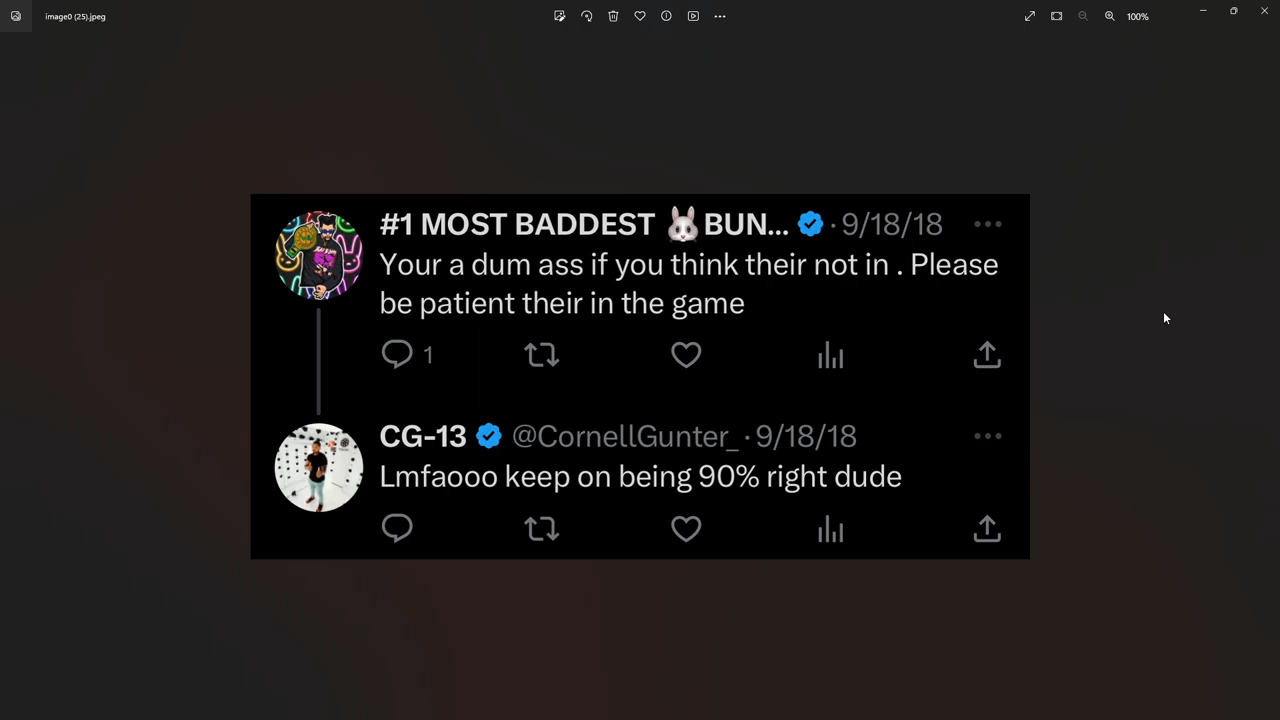 image0 (25).jpeg
100%
#1 MOST BADDEST 🐰BUN... · 9/18/18
Your a dum ass if you think their not in . Please
be patient their in the game
1
CG-13 @CornellGunter_ · 9/18/18
Lmfaooo keep on being 90% right dude